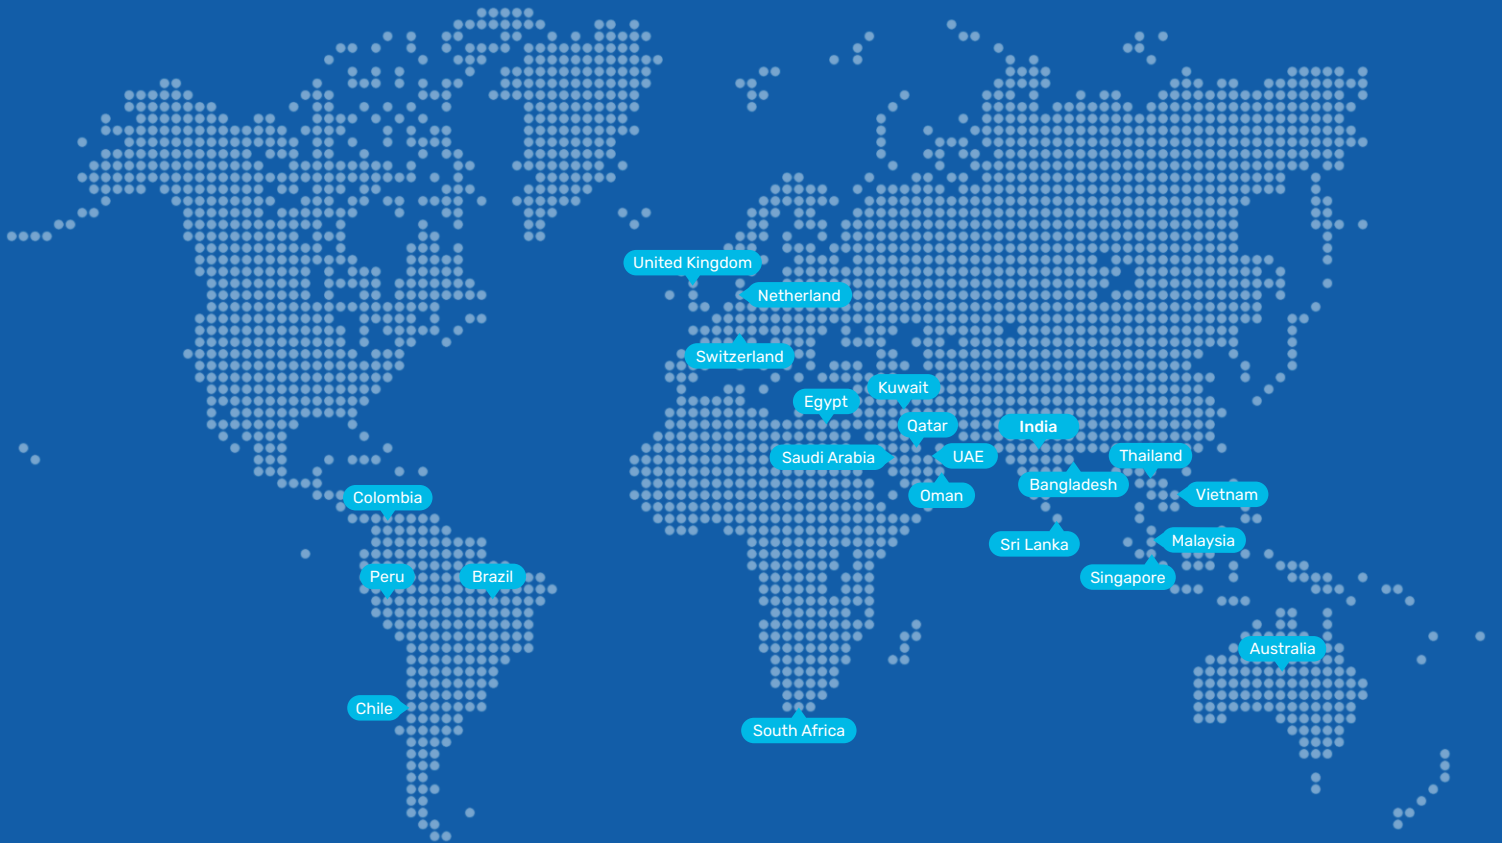 United Kingdom
Netherland
Switzerland
Kuwait
Egypt
Qatar
India
Saudi Arabia
UAE
Thailand
Bangladesh
Oman
Vietnam
Colombia
Sri Lanka
Malaysia
Peru
Brazil
Singapore
Australia
Chile
South Africa